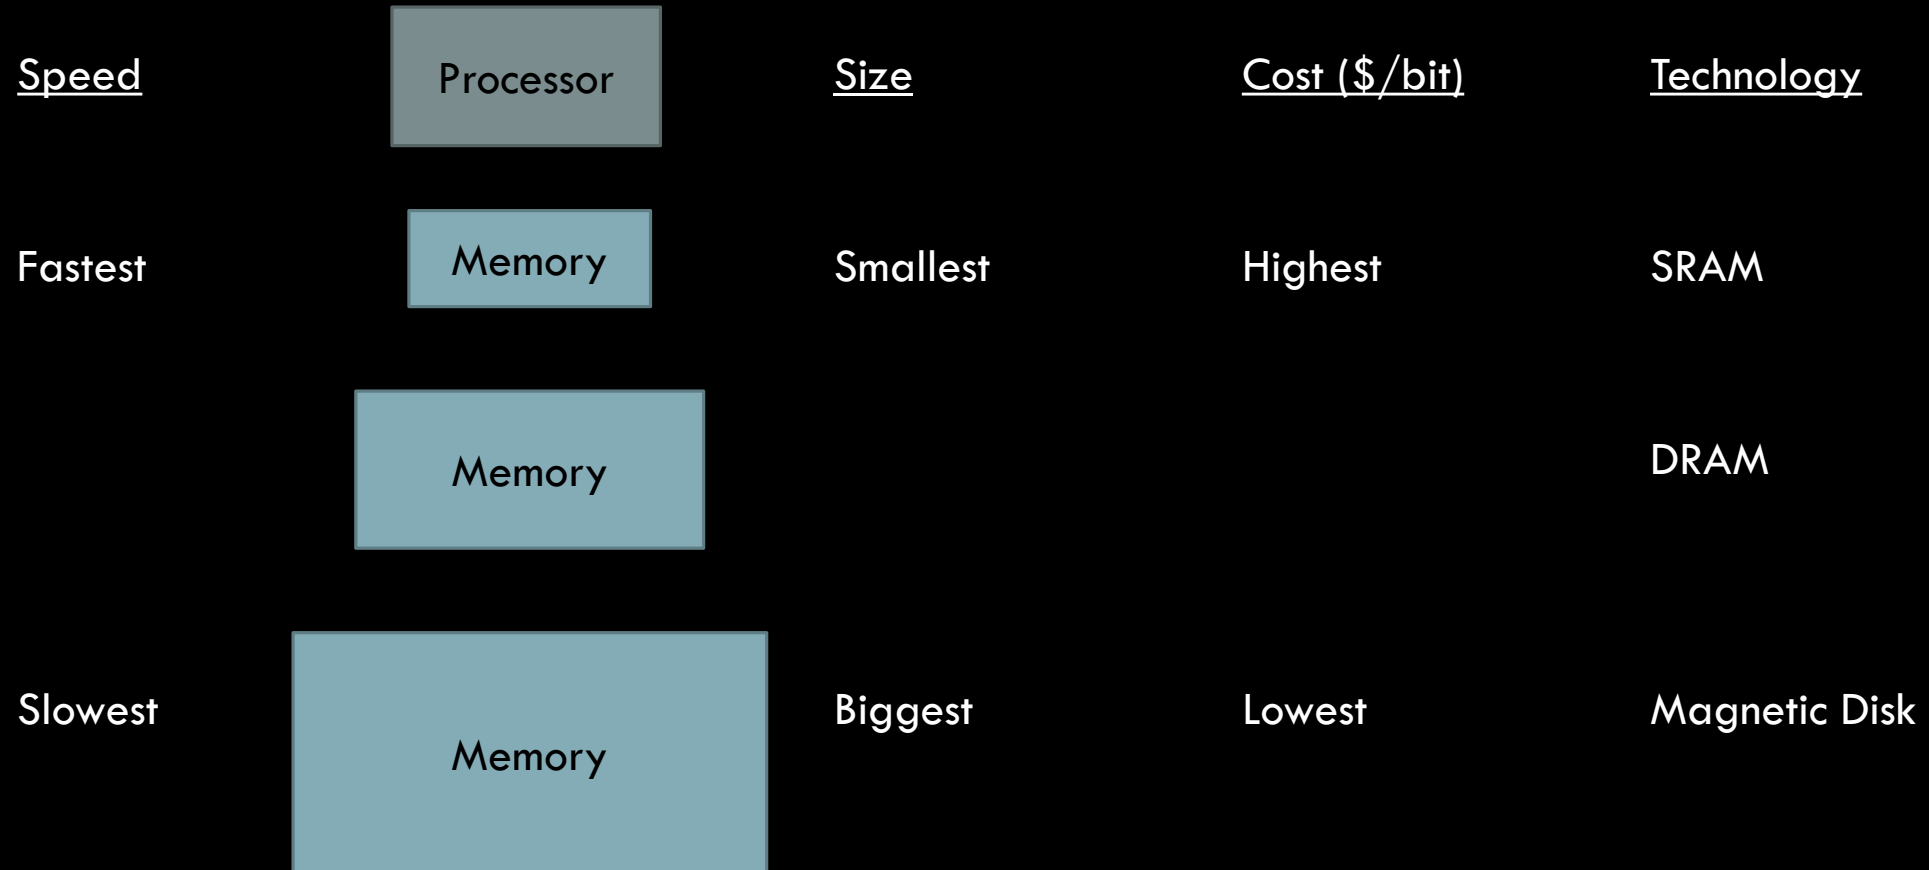 Speed Processor Size Cost ($/bit) Technology
Fastest Memory Smallest Highest SRAM
Memory DRAM
Slowest Memory Biggest Lowest Magnetic Disk